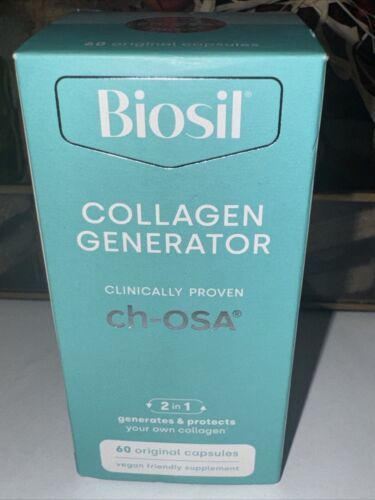 60 original capsules
Biosil®
COLLAGEN
GENERATOR
CLINICALLY PROVEN
ch-OSA®
2 in 1
generates & protects
your own collagen
60 original capsules
vegan friendly supplement